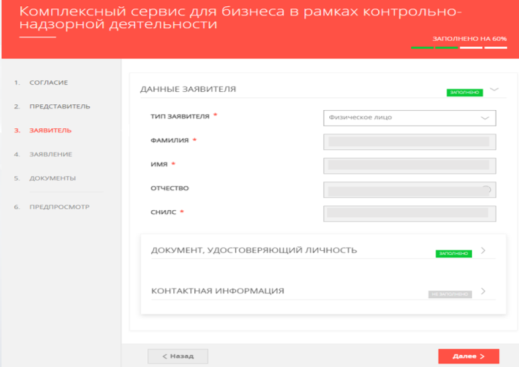 Комплексный сервис для бизнеса в рамках контрольно-
надзорной деятельности
ЗАПОЛНЕНО НА 60%
1. СОГЛАСИЕ
2. ПРЕДСТАВИТЕЛЬ
3. ЗАЯВИТЕЛЬ
4. ЗАЯВЛЕНИЕ
5. ДОКУМЕНТЫ
6. ПРЕДПРОСМОТР
ДАННЫЕ ЗАЯВИТЕЛЯ ЗАПОЛНЕНО
ТИП ЗАЯВИТЕЛЯ * Физическое лицо
ФАМИЛИЯ *
ИМЯ *
ОТЧЕСТВО
СНИЛС *
ДОКУМЕНТ, УДОСТОВЕРЯЮЩИЙ ЛИЧНОСТЬ ЗАПОЛНЕНО
КОНТАКТНАЯ ИНФОРМАЦИЯ НЕ ЗАПОЛНЕНО
< Назад
Далее >